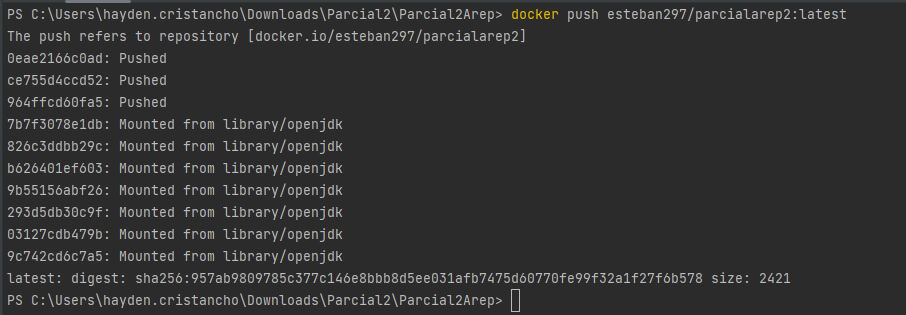 PS C:\Users\hayden.cristancho\Downloads\Parcial2\Parcial2Arep> docker push esteban297/parcialarep2:latest
The push refers to repository [docker.io/esteban297/parcialarep2]
0eae2166c0ad: Pushed
ce755d4ccd52: Pushed
964ffcd60fa5: Pushed
7b7f3078e1db: Mounted from library/openjdk
826c3ddbb29c: Mounted from library/openjdk
b626401ef603: Mounted from library/openjdk
9b55156abf26: Mounted from library/openjdk
293d5db30c9f: Mounted from library/openjdk
03127cdb479b: Mounted from library/openjdk
9c742cd6c7a5: Mounted from library/openjdk
latest: digest: sha256:957ab9809785c377c146e8bbb8d5ee031afb7475d60770fe99f32a1f27f6b578 size: 2421
PS C:\Users\hayden.cristancho\Downloads\Parcial2\Parcial2Arep>